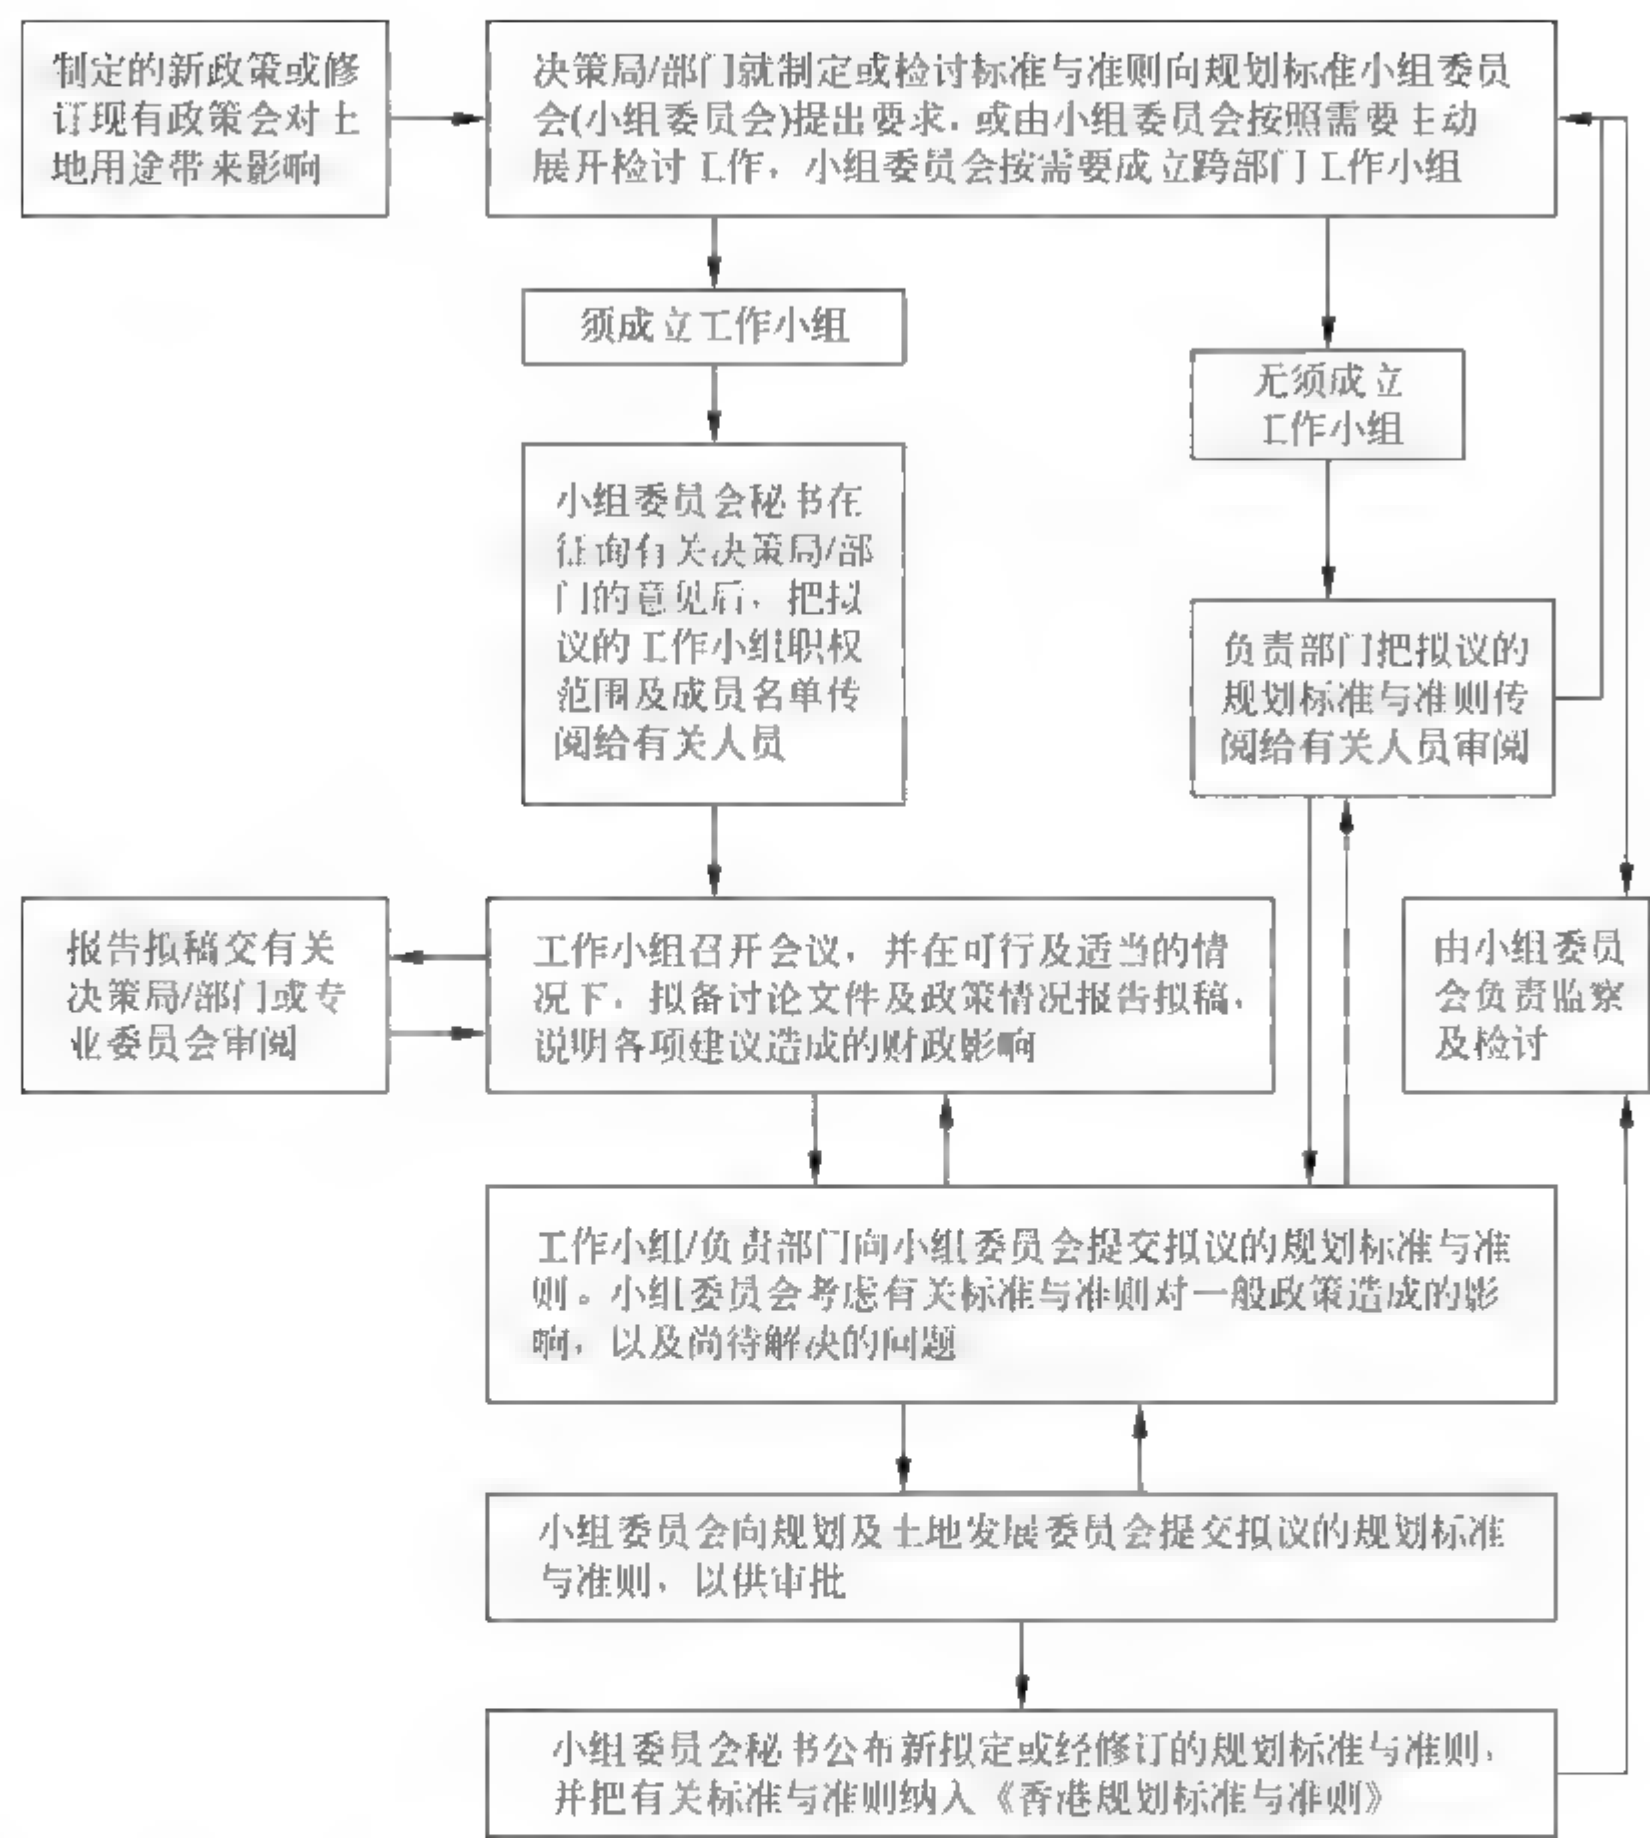 制定的新政策或修
订现有政策会对土
地用途带来影响
决策局/部门就制定或检讨标准与准则向规划标准小组委员
会(小组委员会)提出要求,或由小组委员会按照需要主动
展开检讨工作,小组委员会按需要成立跨部门工作小组
须成立工作小组
无须成立
工作小组
小组委员会秘书在
征询有关决策局/部
门的意见后,把拟
议的工作小组职权
范围及成员名单传
阅给有关人员
负责部门把拟议的
规划标准与准则传
阅给有关人员审阅
报告拟稿交有关
决策局/部门或专
业委员会审阅
工作小组召开会议,并在可行及适当的情
况下,拟备讨论文件及政策情况报告拟稿,
说明各项建议造成的财政影响
由小组委员
会负责监察
及检讨
工作小组/负责部门向小组委员会提交拟议的规划标准与准
则。小组委员会考虑有关标准与准则对一般政策造成的影
响,以及尚待解决的问题
小组委员会向规划及土地发展委员会提交拟议的规划标准
与准则,以供审批
小组委员会秘书公布新拟定或经修订的规划标准与准则,
并把有关标准与准则纳入《香港规划标准与准则》